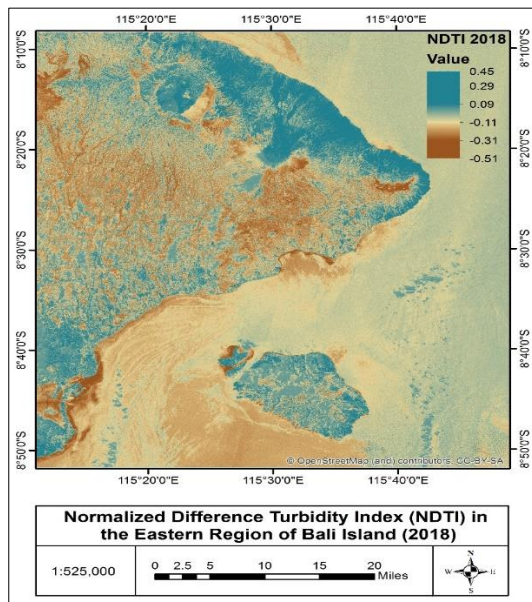 115°20'0"E 115°30'0"E 115°40'0"E
8°10'0"S 8°10'0"S
NDTI 2018
Value
0.45
0.29
0.09
-0.11
-0.31
-0.51
8°20'0"S 8°20'0"S
8°30'0"S 8°30'0"S
8°40'0"S 8°40'0"S
8°50'0"S 8°50'0"S
© OpenStreetMap (and) contributors, CC-BY-SA
115°20'0"E 115°30'0"E 115°40'0"E
Normalized Difference Turbidity Index (NDTI) in
the Eastern Region of Bali Island (2018)
1:525,000
0 2.5 5 10 15 20
Miles
N
W E
S